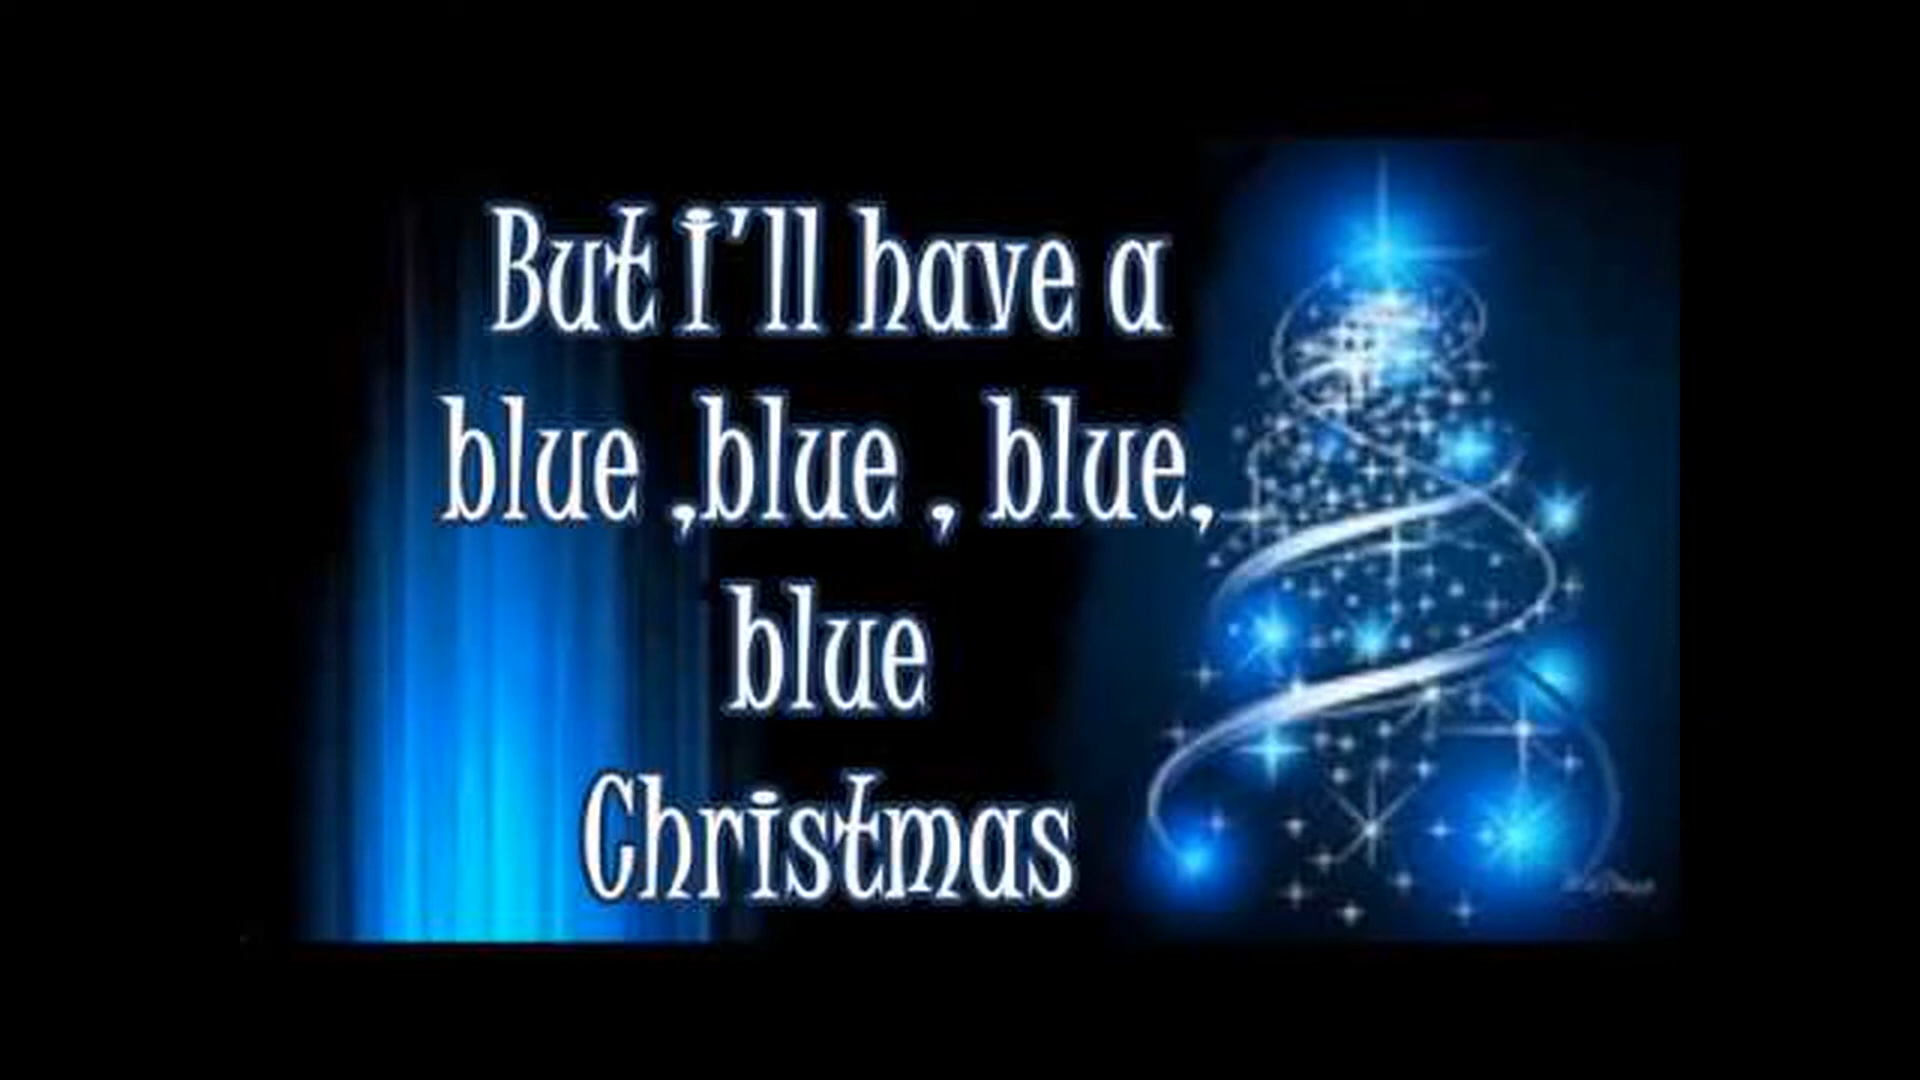 But I'll have a
blue ,blue , blue,
blue
Christmas